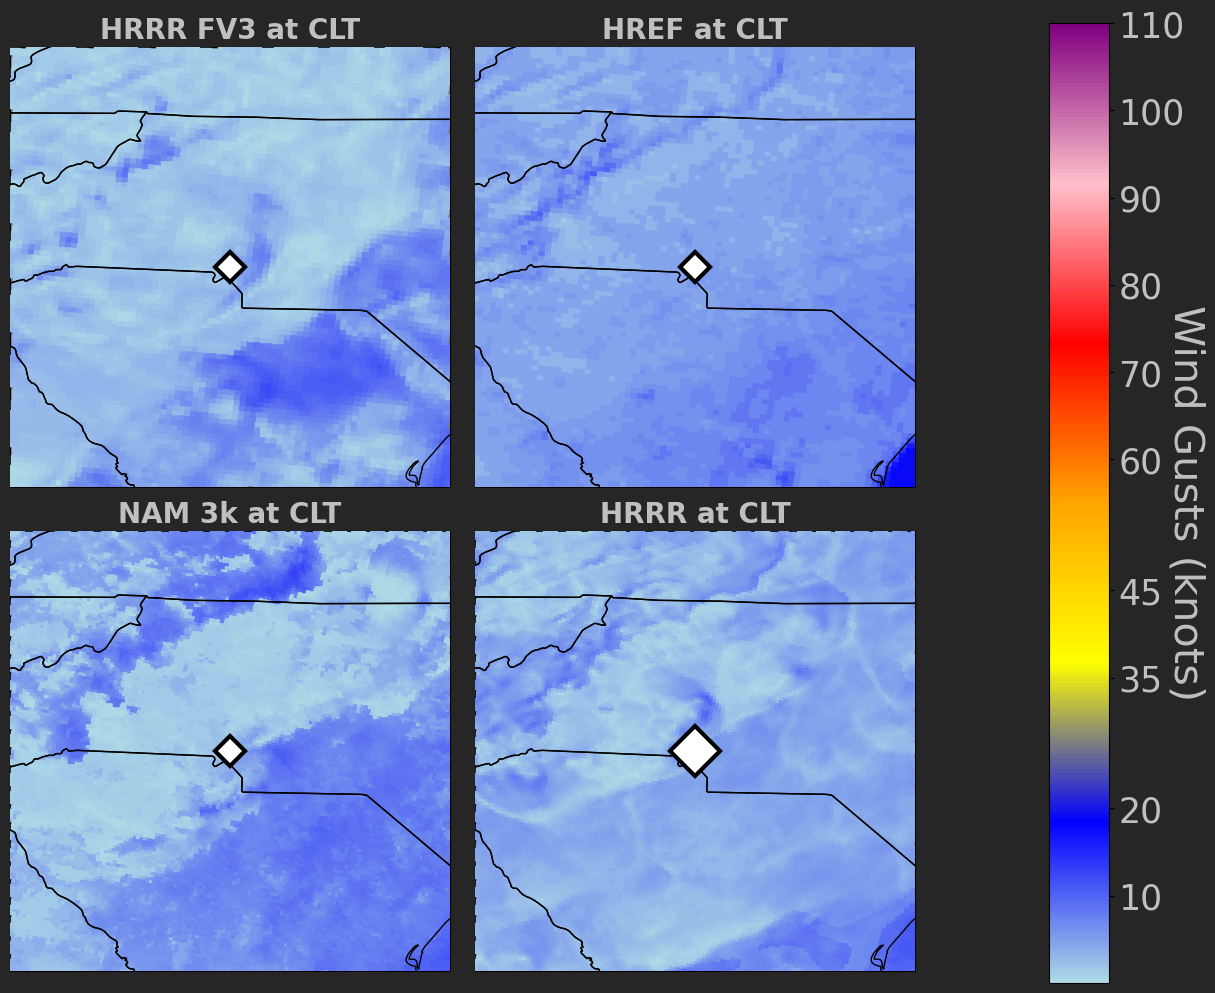 HRRR FV3 at CLT
HREF at CLT
NAM 3k at CLT
HRRR at CLT
110
100
90
80
70
60
45
35
20
10
Wind Gusts (knots)